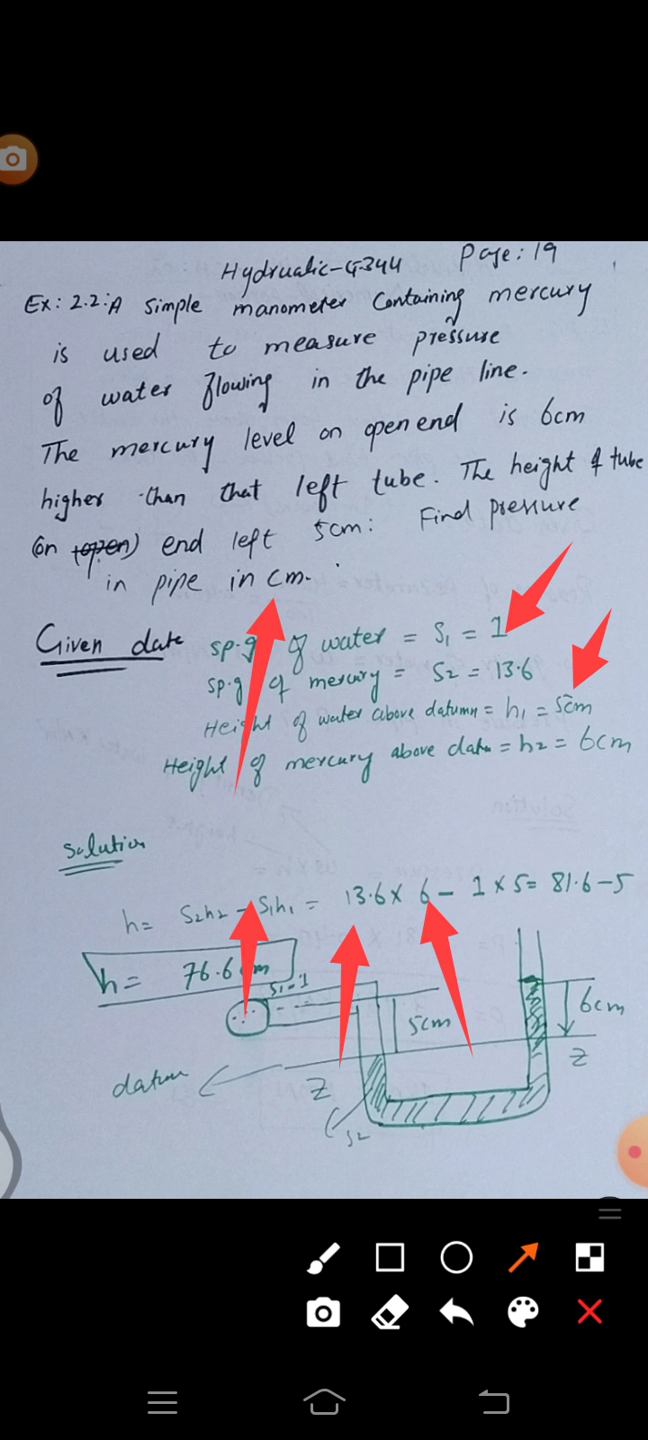 Hydrualic-G344 Page: 19
Ex: 2.2: A Simple manometer Containing mercury
is used to measure pressure
of water flowing in the pipe line.
The mercury level on open end is 6cm
higher than that left tube. The height of tube
(on open) end left 5cm: Find pressure
in pipe in cm.
Given date sp.g of water = S1 = 1
sp.g of mercury = S2 = 13.6
Height of water above datumn = h1 = 5cm
Height of mercury above datu = h2 = 6cm
Solution
h = S2h2 - S1h1 = 13.6 x 6 - 1 x 5 = 81.6 - 5
h = 76.6 cm
S1 = 1
5cm
6cm
datum
Z
Z
S2